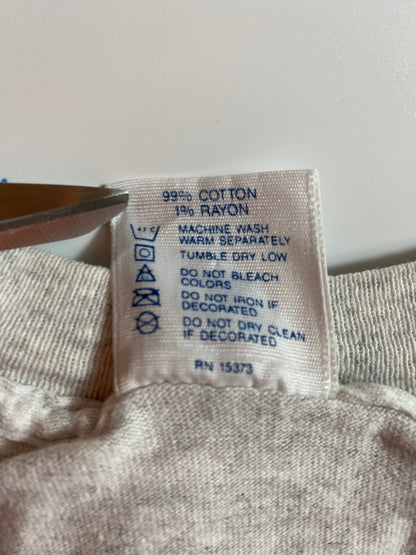 99% COTTON
1% RAYON
MACHINE WASH
WARM SEPARATELY
TUMBLE DRY LOW
DO NOT BLEACH
COLORS
DO NOT IRON IF
DECORATED
DO NOT DRY CLEAN
IF DECORATED
RN 15373